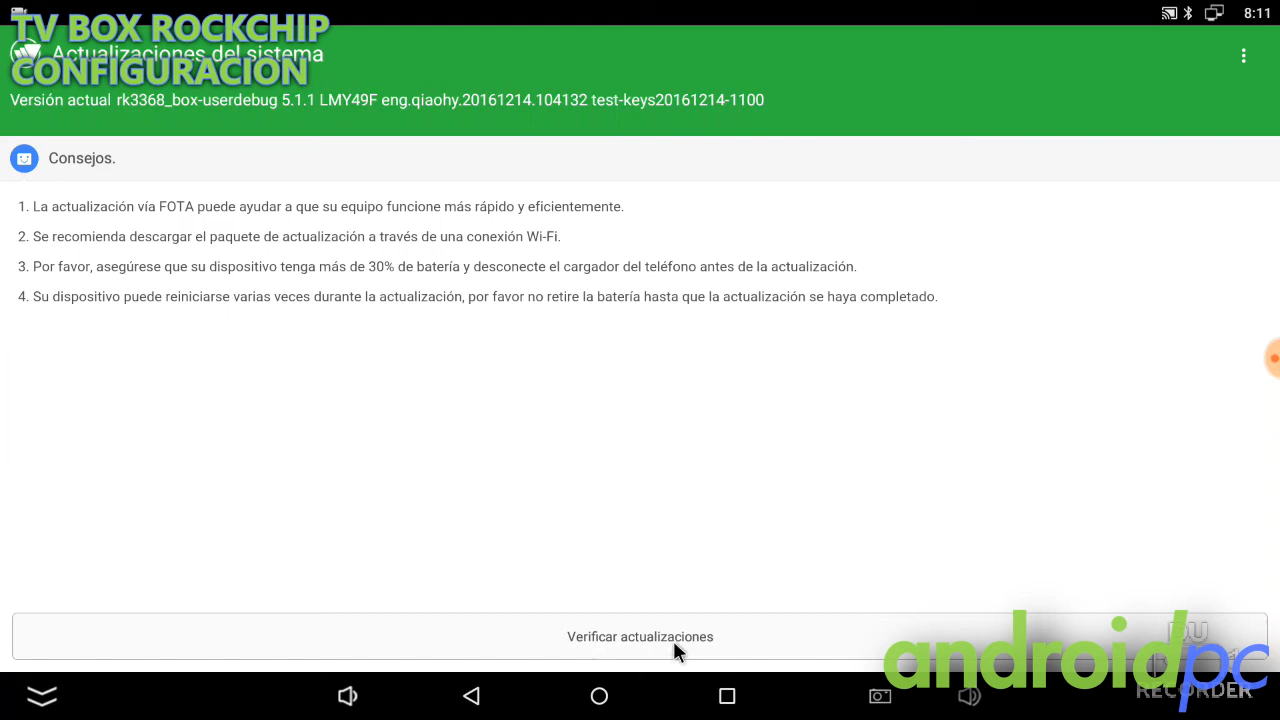 8:11
TV BOX ROCKCHIP
CONFIGURACIÓN
Actualizaciones del sistema
Versión actual rk3368_box-userdebug 5.1.1 LMY49F eng.qiaohy.20161214.104132 test-keys20161214-1100
Consejos.
1. La actualización vía FOTA puede ayudar a que su equipo funcione más rápido y eficientemente.
2. Se recomienda descargar el paquete de actualización a través de una conexión Wi-Fi.
3. Por favor, asegúrese que su dispositivo tenga más de 30% de batería y desconecte el cargador del teléfono antes de la actualización.
4. Su dispositivo puede reiniciarse varias veces durante la actualización, por favor no retire la batería hasta que la actualización se haya completado.
Verificar actualizaciones
androidpc
DU
RECORDER